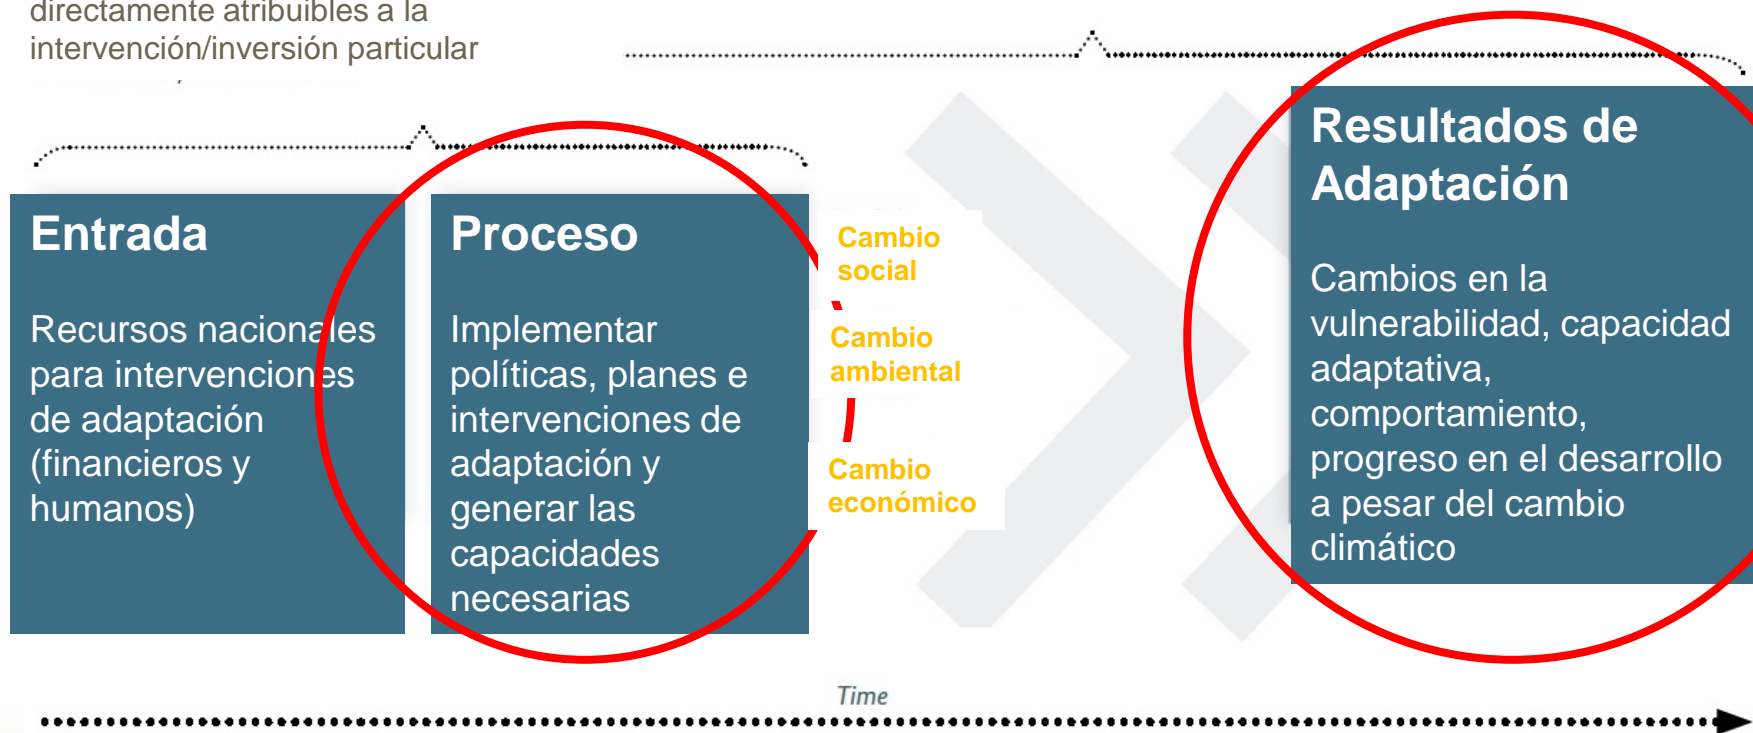 directamente atribuibles a la
intervención/inversión particular
Entrada
Recursos nacionales
para intervenciones
de adaptación
(financieros y
humanos)
Proceso
Implementar
políticas, planes e
intervenciones de
adaptación y
generar las
capacidades
necesarias
Cambio
social
Cambio
ambiental
Cambio
económico
Resultados de
Adaptación
Cambios en la
vulnerabilidad, capacidad
adaptativa,
comportamiento,
progreso en el desarrollo
a pesar del cambio
climático
Time